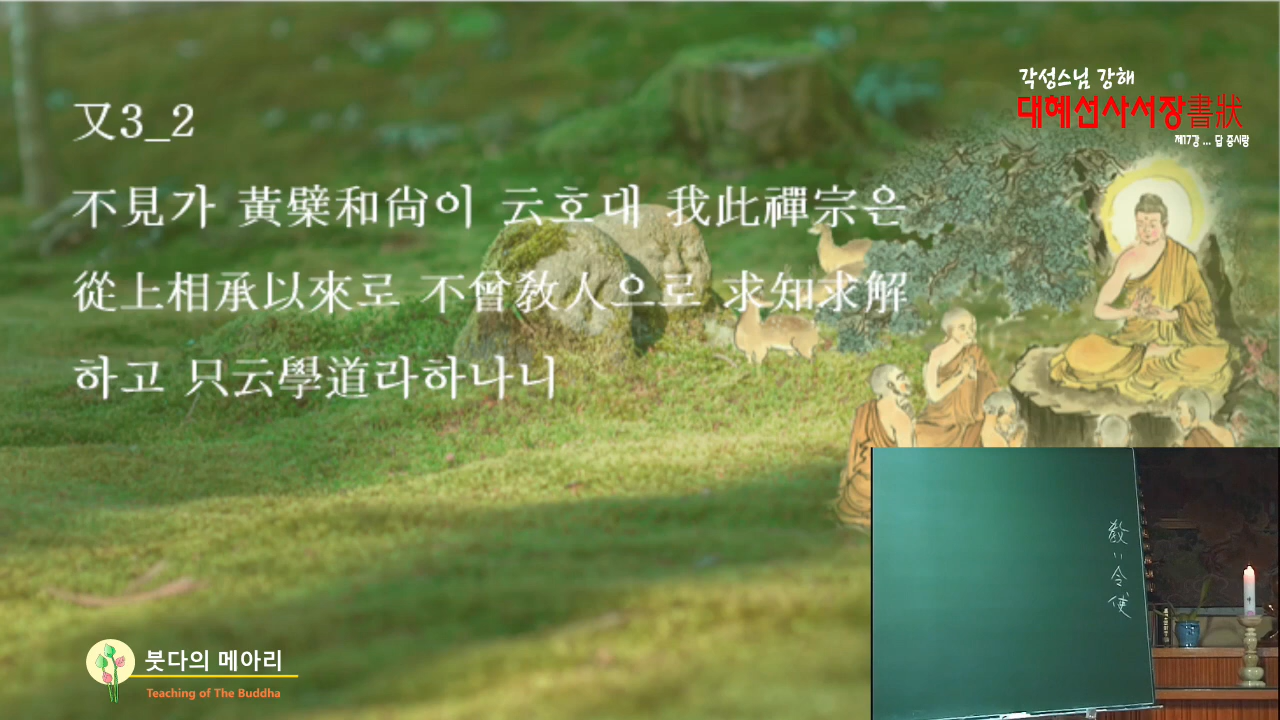 又3_2
不見가 黃檗和尙이 云호대 我此禪宗은
從上相承以來로 不曾敎人으로 求知求解
하고 只云學道라하나니
각성스님 강해
대혜선사서장書狀
제17강 ... 답 증시랑
敎 〃 令 使
붓다의 메아리
Teaching of The Buddha